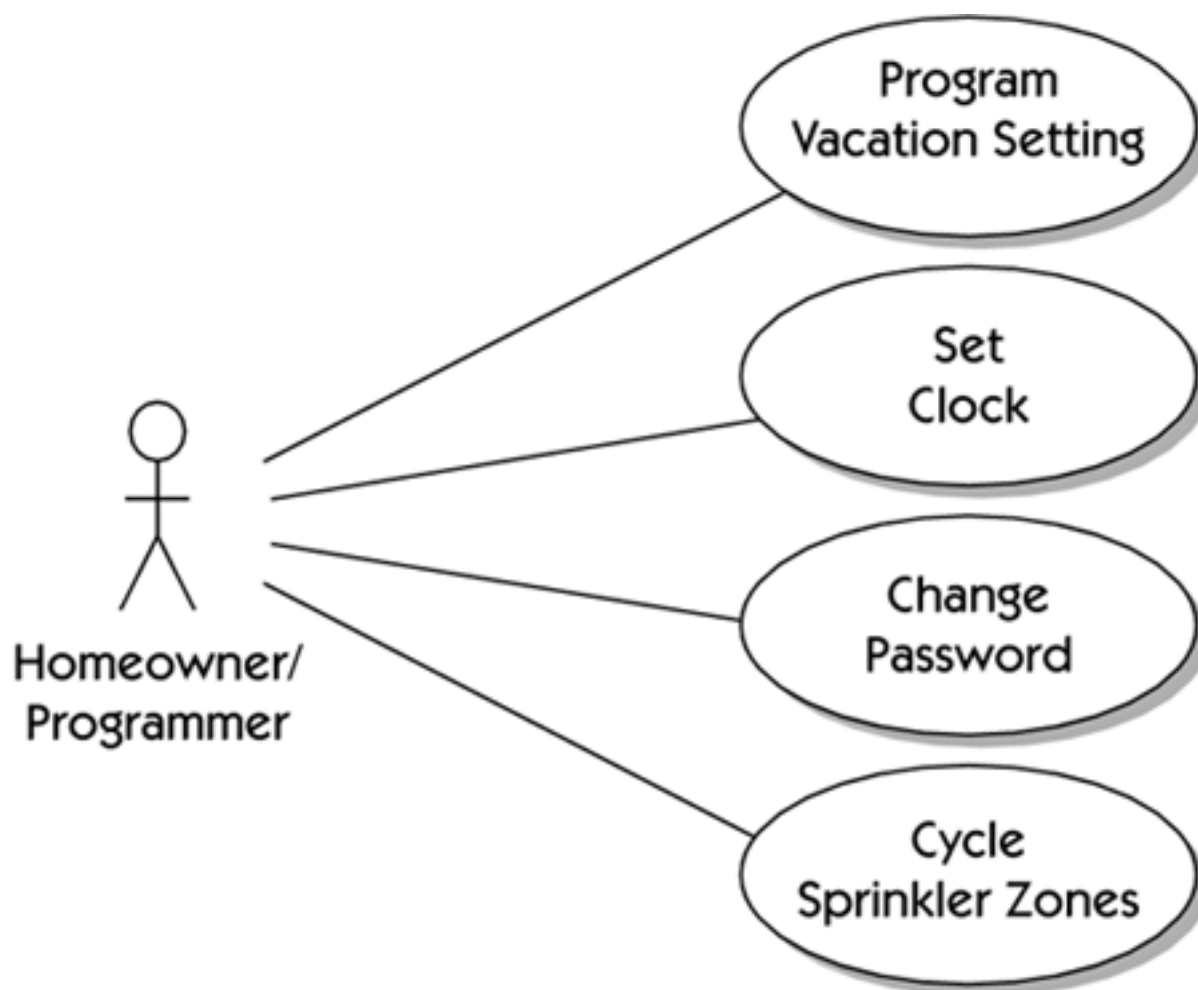 Program
Vacation Setting
Set
Clock
Change
Password
Homeowner/
Programmer
Cycle
Sprinkler Zones